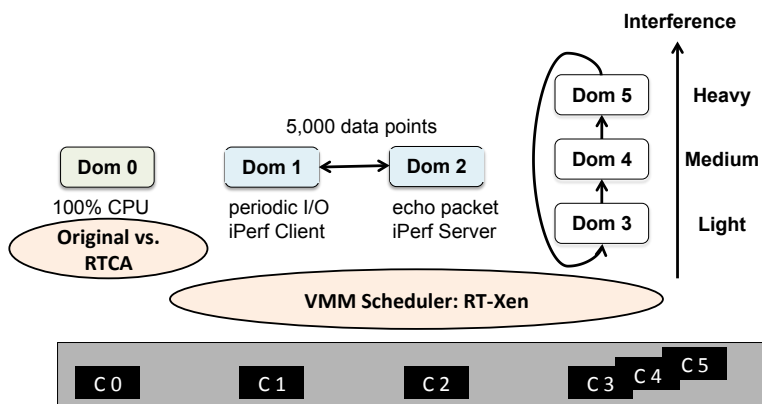 Interference
Dom 5
Heavy
5,000 data points
Dom 0
Dom 1
Dom 2
Dom 4
Medium
100% CPU
periodic I/O
iPerf Client
echo packet
iPerf Server
Dom 3
Light
Original vs.
RTCA
VMM Scheduler: RT-Xen
C 0
C 1
C 2
C 3
C 4
C 5